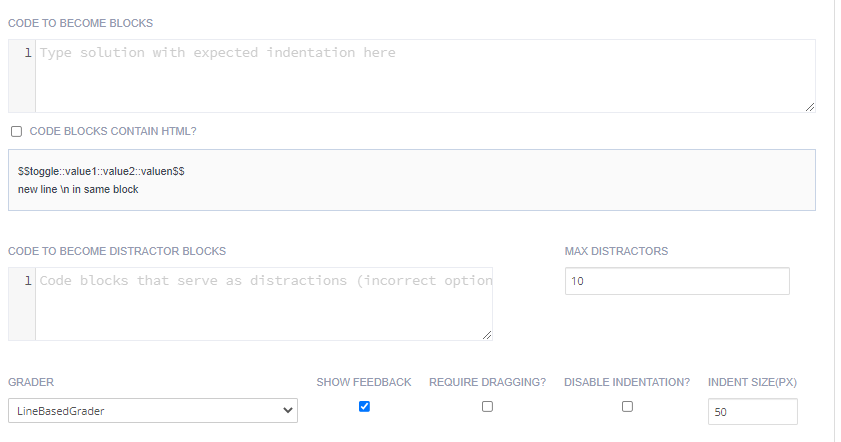 CODE TO BECOME BLOCKS
1 Type solution with expected indentation here
CODE BLOCKS CONTAIN HTML?
$$toggle::value1::value2::valuen$$
new line \n in same block
CODE TO BECOME DISTRACTOR BLOCKS
MAX DISTRACTORS
1 Code blocks that serve as distractions (incorrect option
10
GRADER
SHOW FEEDBACK
REQUIRE DRAGGING?
DISABLE INDENTATION?
INDENT SIZE(PX)
LineBasedGrader
50